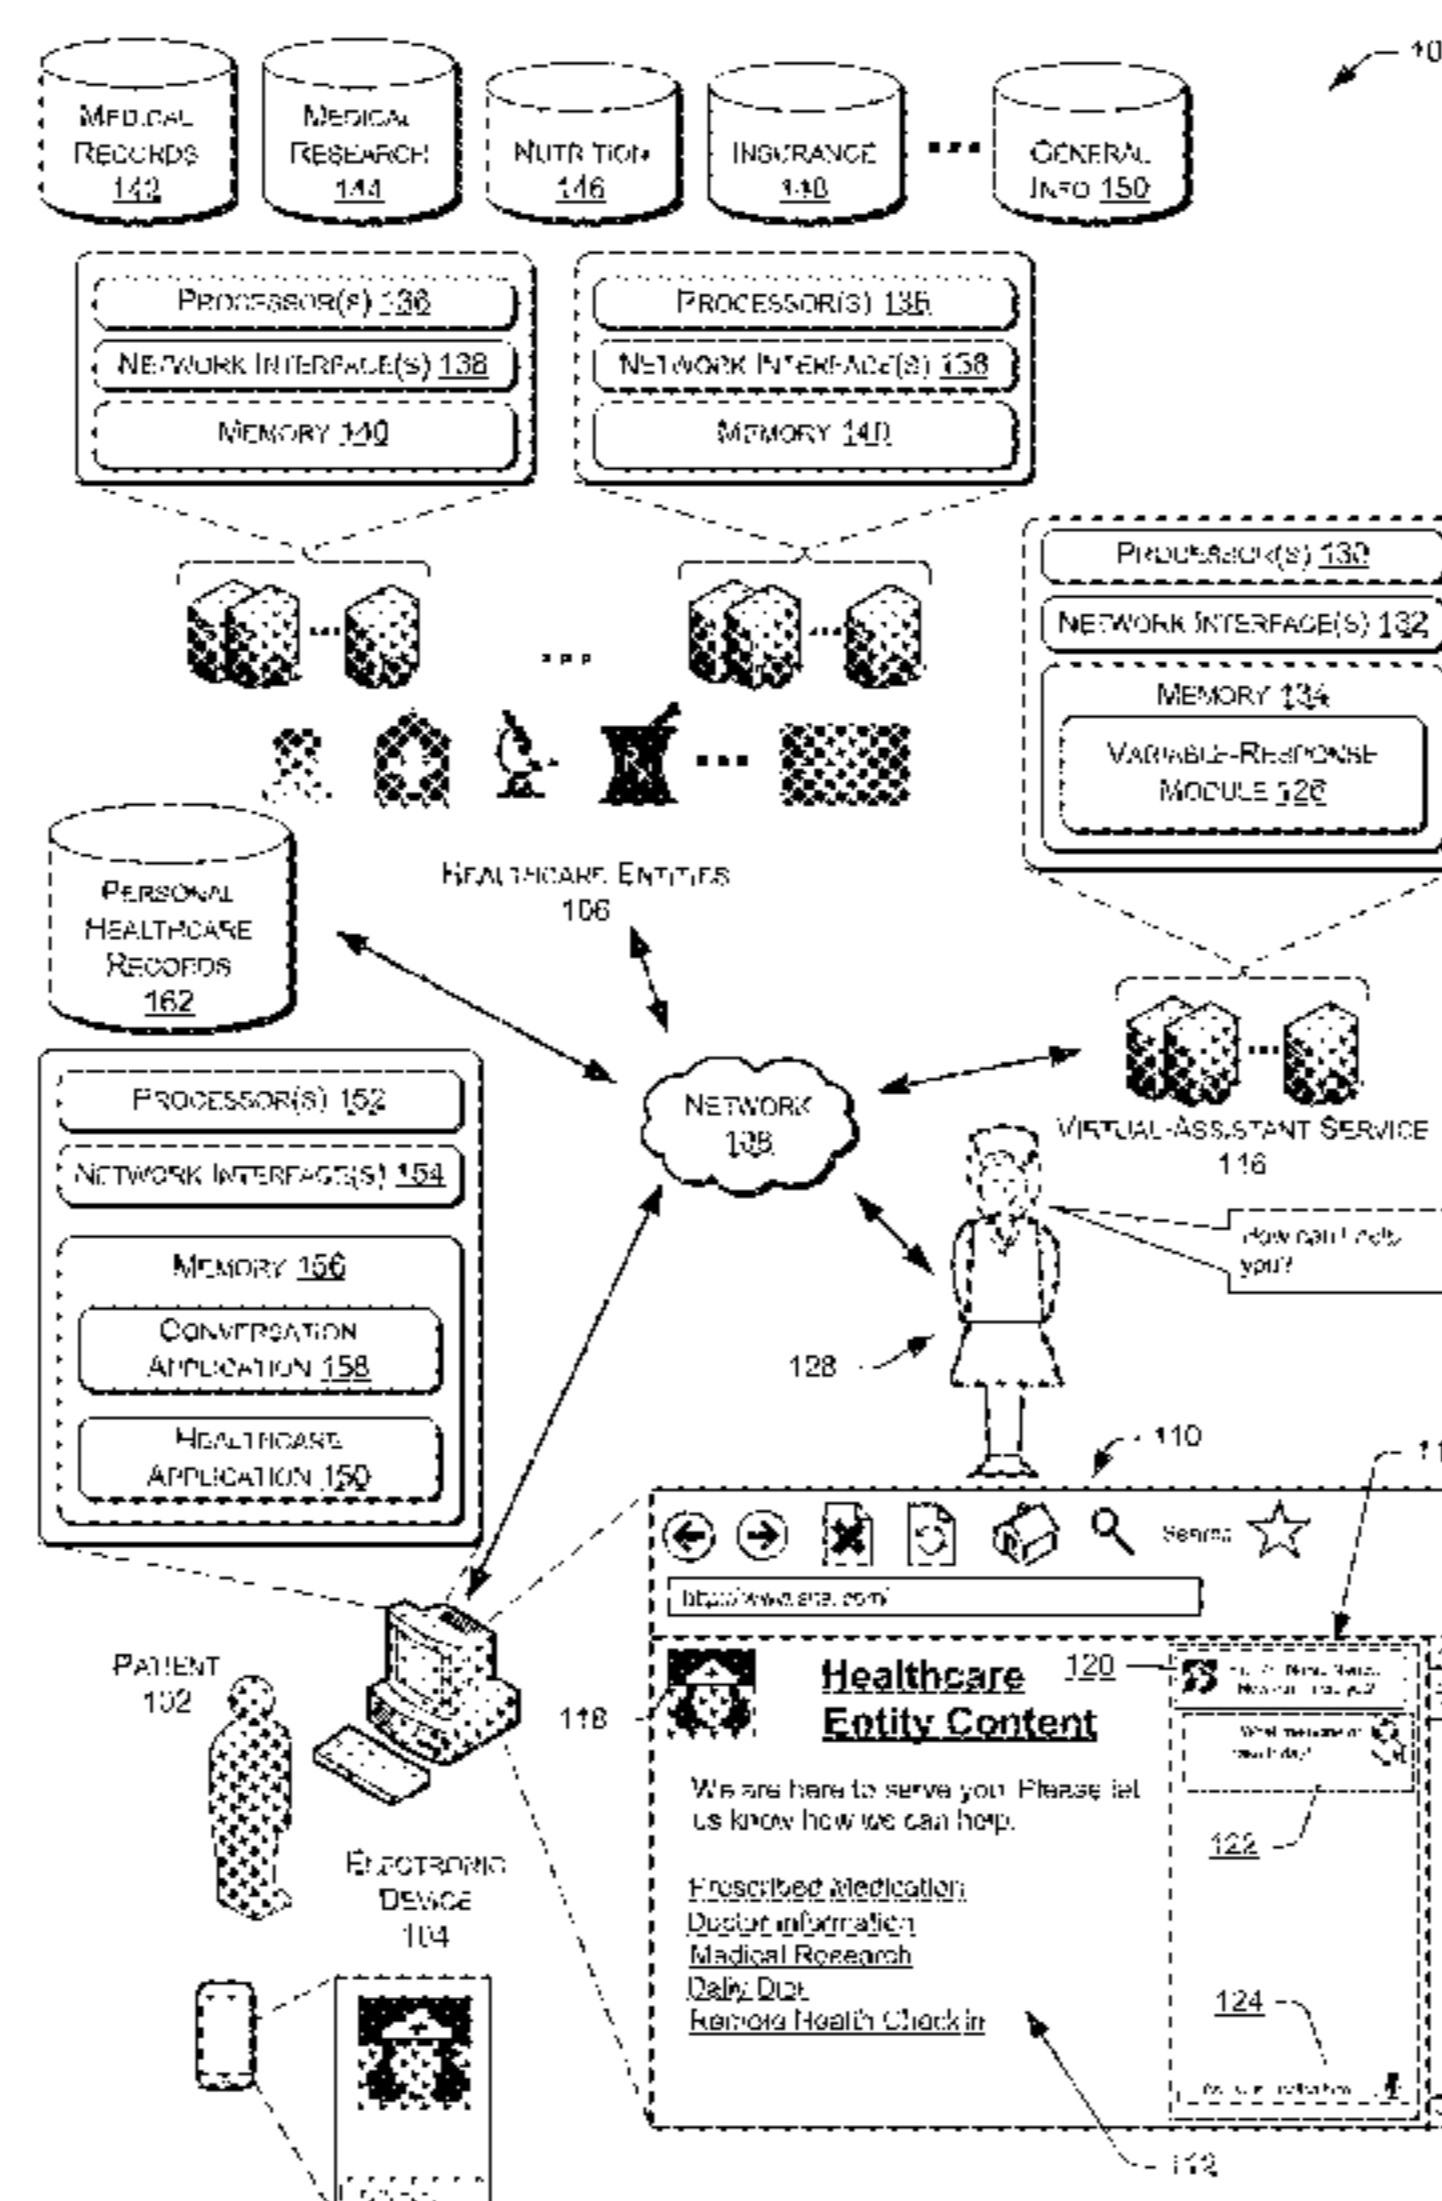 MEDICAL
RECORDS
142
MEDICAL
RESEARCH
144
NUTRITION
146
INSURANCE
148
GENERAL
INFO 150
PROCESSOR(S) 136
NETWORK INTERFACE(S) 138
MEMORY 140
PROCESSOR(S) 136
NETWORK INTERFACE(S) 138
MEMORY 140
PROCESSOR(S) 130
NETWORK INTERFACE(S) 132
MEMORY 134
VARIABLE-RESPONSE
MODULE 126
HEALTHCARE ENTITIES
106
PERSONAL
HEALTHCARE
RECORDS
162
NETWORK
108
VIRTUAL-ASSISTANT SERVICE
116
How can I help
you?
128
PROCESSOR(S) 152
NETWORK INTERFACE(S) 154
MEMORY 156
CONVERSATION
APPLICATION 158
HEALTHCARE
APPLICATION 160
110
Search
http://www.site.com/
PATIENT
102
118
Healthcare
Entity Content
120
We are here to serve you. Please let
us know how we can help.
122
ELECTRONIC
DEVICE
104
Prescribed Medication
Doctor information
Medical Research
Daily Diet
Remote Health Check in
124
112